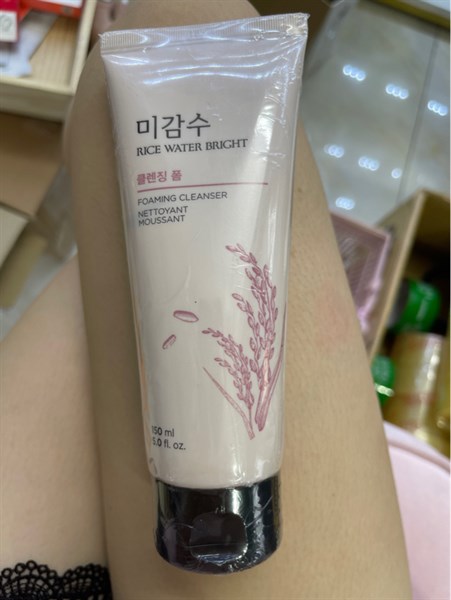 미감수
RICE WATER BRIGHT
클렌징 폼
FOAMING CLEANSER
NETTOYANT
MOUSSANT
150 ml
5.0 fl. oz.